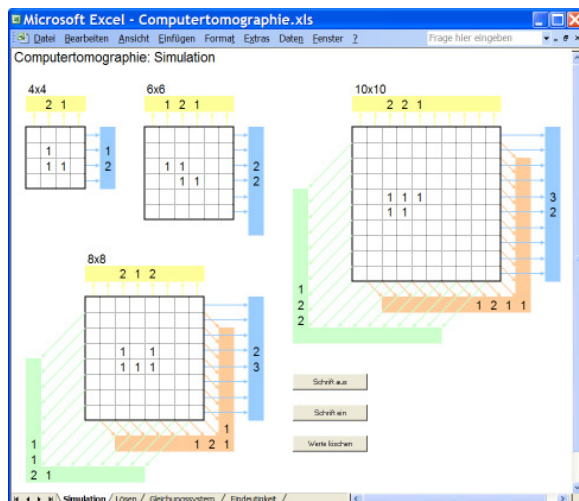 Microsoft Excel - Computertomographie.xls
Datei Bearbeiten Ansicht Einfügen Format Extras Daten Fenster ? Frage hier eingeben
Computertomographie: Simulation
4x4 6x6 10x10
2 1 1 2 1 2 2 1
1 1
1 1 2 1 1 2
1 1 2
1 1 1 3
1 1 2
8x8
2 1 2
1
2
2
1 2 1 1
1 1 2
1 1 1 3
Schrift aus
Schrift ein
Werte löschen
1
1 1 2 1
1
2 1
Simulation / Lösen / Gleichungssystem / Eindeutigkeit /